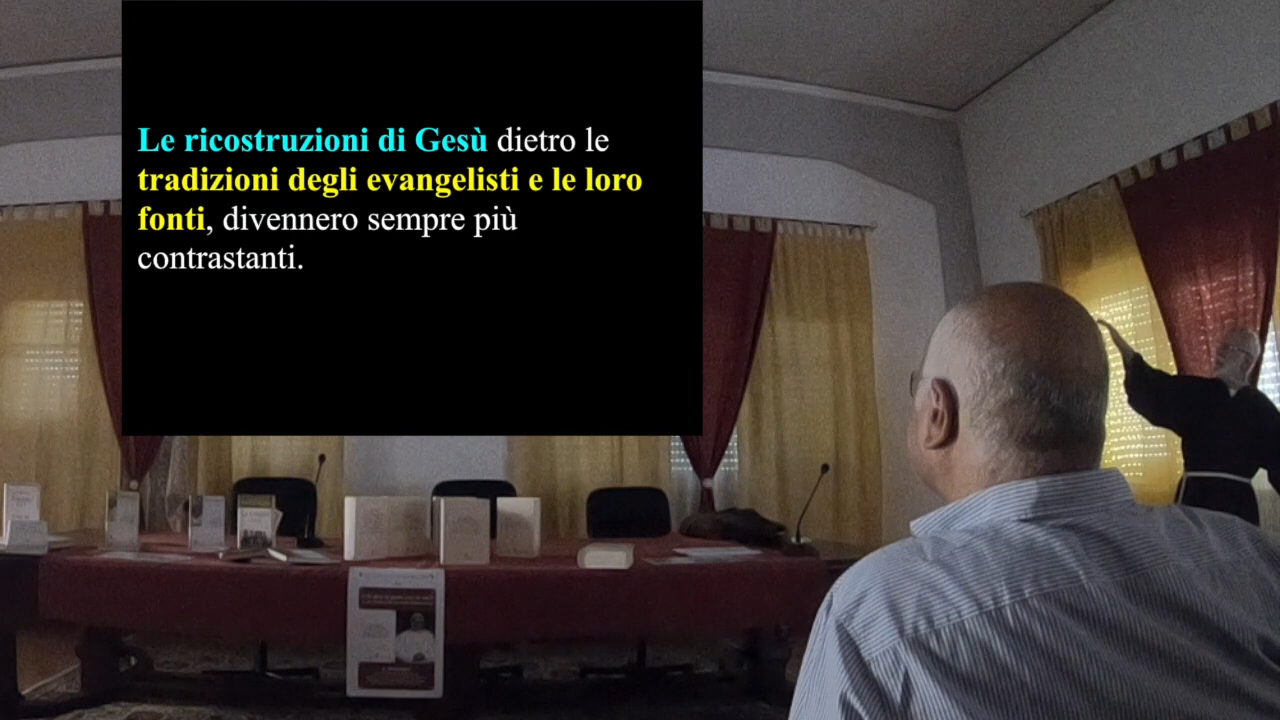 Le ricostruzioni di Gesù dietro le
tradizioni degli evangelisti e le loro
fonti, divennero sempre più
contrastanti.